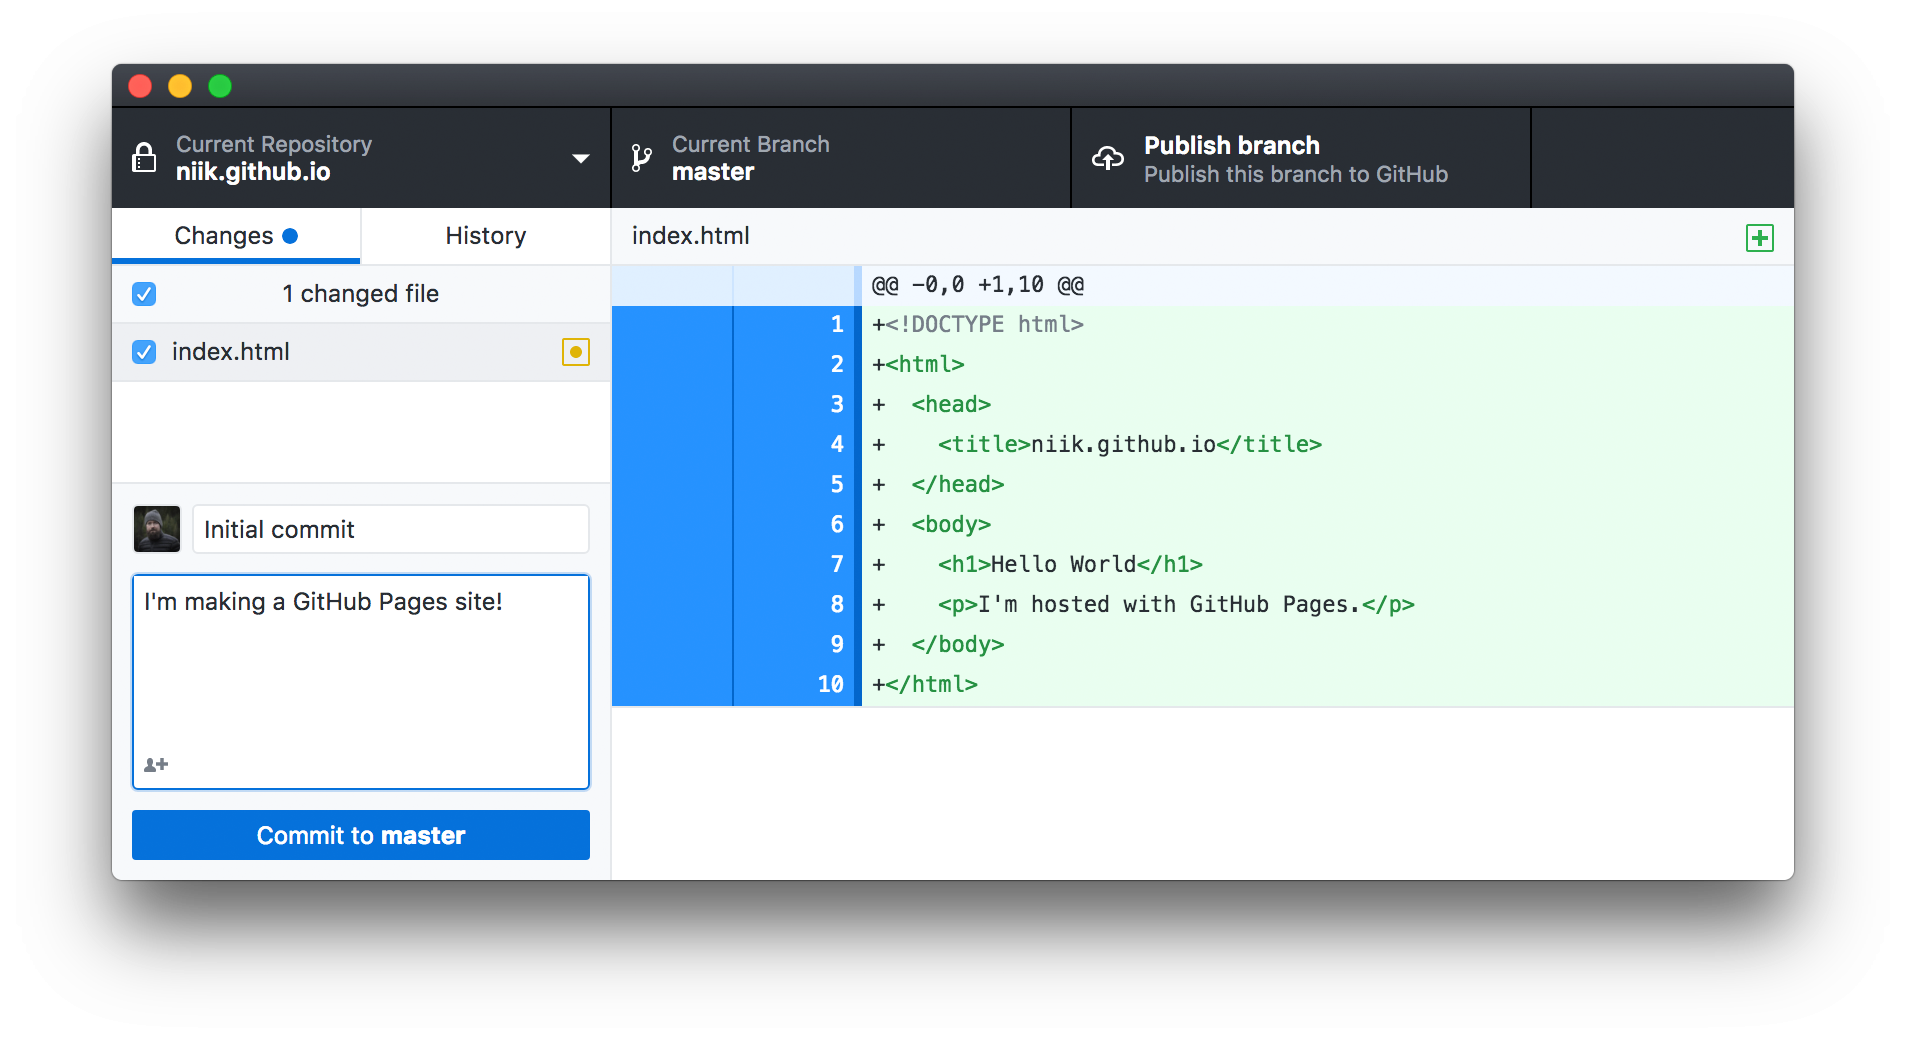 Current Repository
niik.github.io
Current Branch
master
Publish branch
Publish this branch to GitHub
Changes
History
1 changed file
index.html
Initial commit
I'm making a GitHub Pages site!
Commit to master
index.html
@@ -0,0 +1,10 @@
1 +<!DOCTYPE html>
2 +<html>
3 +  <head>
4 +    <title>niik.github.io</title>
5 +  </head>
6 +  <body>
7 +    <h1>Hello World</h1>
8 +    <p>I'm hosted with GitHub Pages.</p>
9 +  </body>
10 +</html>